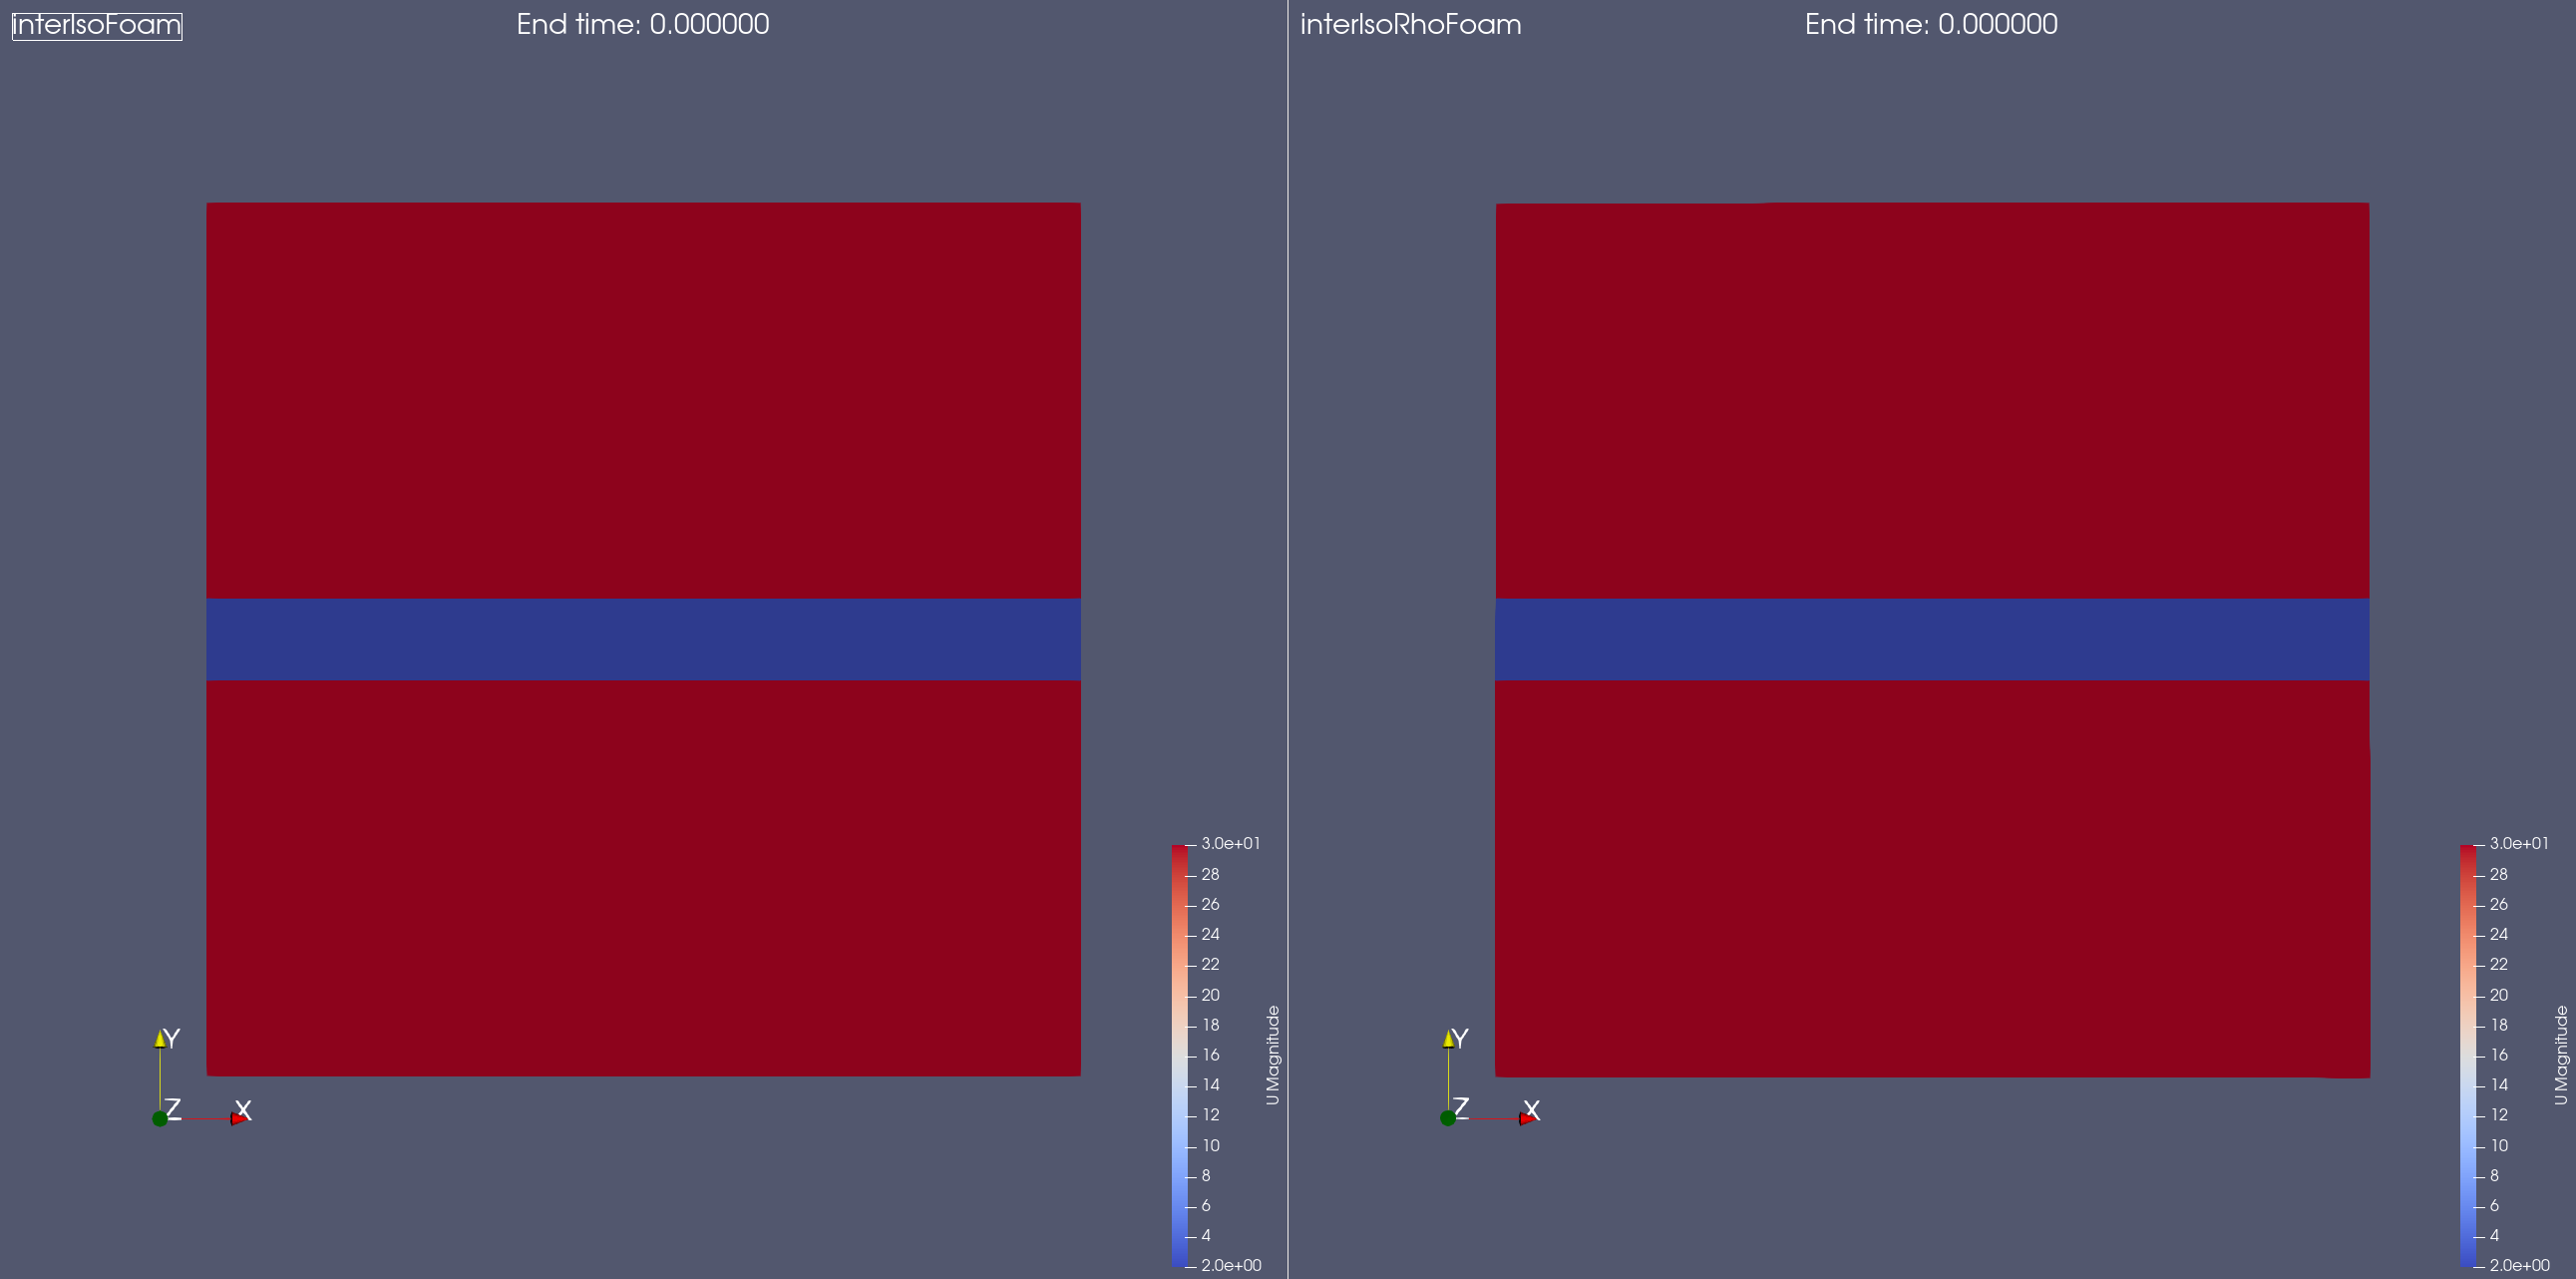 interIsoFoam
End time: 0.000000
3.0e+01
28
26
24
22
20
18
16
14
12
10
8
6
4
2.0e+00
U Magnitude
Y
Z
X
interIsoRhoFoam
End time: 0.000000
3.0e+01
28
26
24
22
20
18
16
14
12
10
8
6
4
2.0e+00
U Magnitude
Y
Z
X